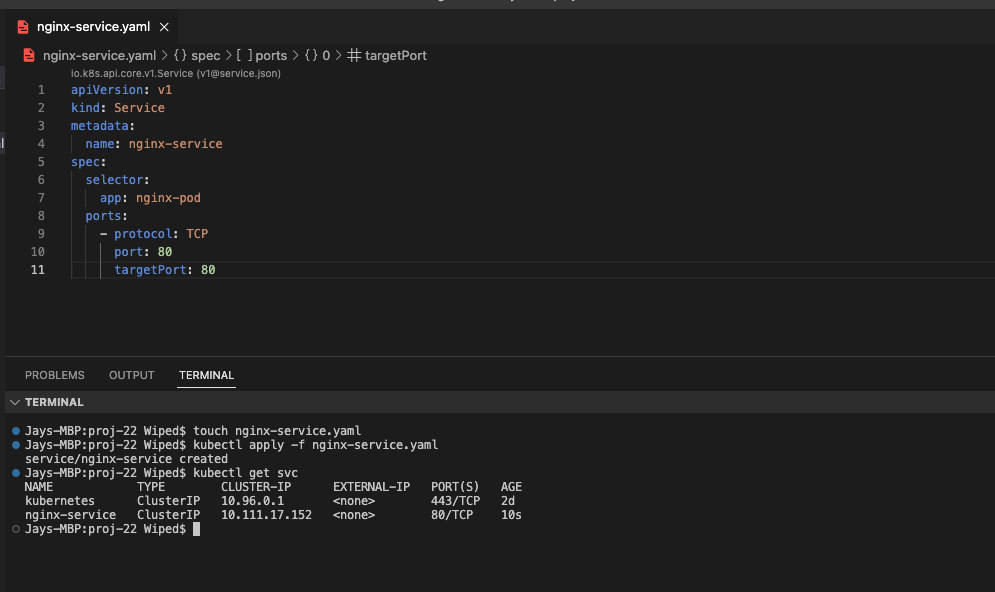 nginx-service.yaml
nginx-service.yaml > {} spec > [ ] ports > {} 0 > # targetPort
io.k8s.api.core.v1.Service (v1@service.json)
1 apiVersion: v1
2 kind: Service
3 metadata:
4   name: nginx-service
5 spec:
6   selector:
7     app: nginx-pod
8   ports:
9     - protocol: TCP
10       port: 80
11       targetPort: 80
PROBLEMS OUTPUT TERMINAL
TERMINAL
Jays-MBP:proj-22 Wiped$ touch nginx-service.yaml
Jays-MBP:proj-22 Wiped$ kubectl apply -f nginx-service.yaml
service/nginx-service created
Jays-MBP:proj-22 Wiped$ kubectl get svc
NAME TYPE CLUSTER-IP EXTERNAL-IP PORT(S) AGE
kubernetes ClusterIP 10.96.0.1 <none> 443/TCP 2d
nginx-service ClusterIP 10.111.17.152 <none> 80/TCP 10s
Jays-MBP:proj-22 Wiped$